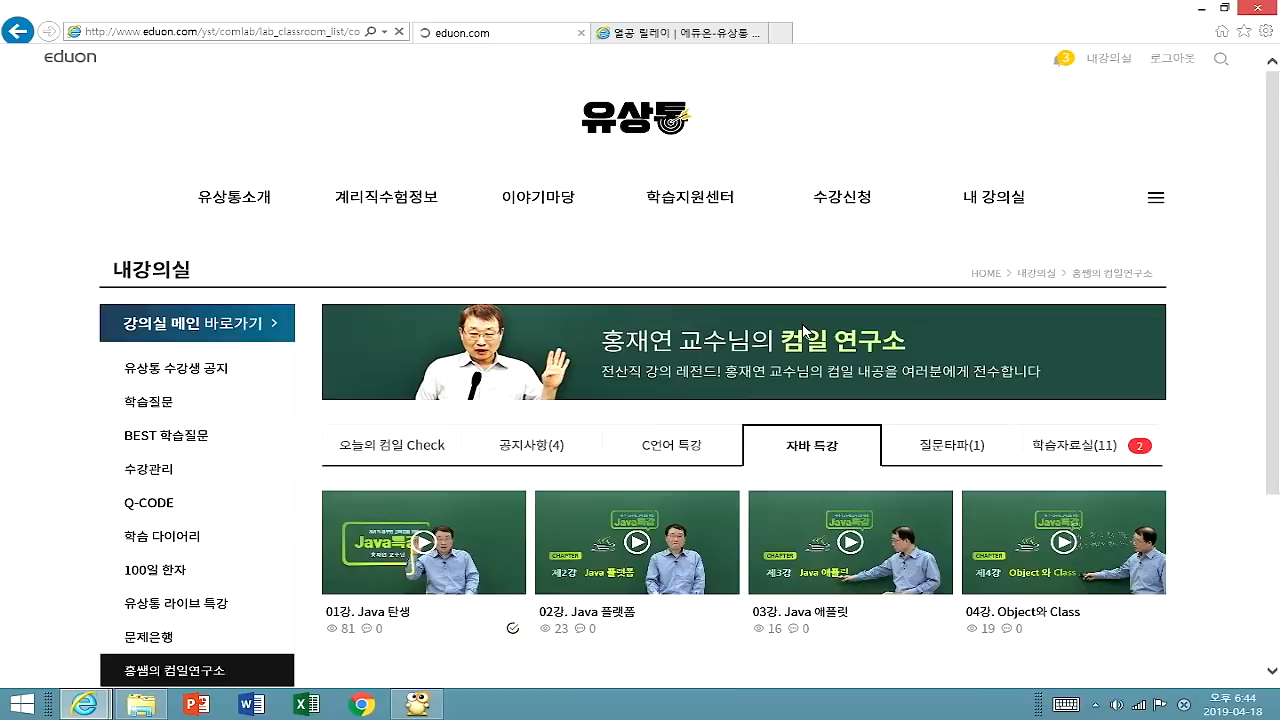 http://www.eduon.com/yst/comlab/lab_classroom_list/co
eduon.com
열공 릴레이 | 에듀온-유상통 ...
eduon
3
내강의실
로그아웃
유상통
유상통소개
계리직수험정보
이야기마당
학습지원센터
수강신청
내 강의실
내강의실
HOME > 내강의실 > 홍쌤의 컴일연구소
강의실 메인 바로가기 >
유상통 수강생 공지
학습질문
BEST 학습질문
수강관리
Q-CODE
학습 다이어리
100일 한자
유상통 라이브 특강
문제은행
홍쌤의 컴일연구소
홍재연 교수님의 컴일 연구소
전산직 강의 레전드! 홍재연 교수님의 컴일 내공을 여러분에게 전수합니다
오늘의 컴일 Check
공지사항(4)
C언어 특강
자바 특강
질문타파(1)
학습자료실(11)
2
Java특강
홍재연 교수
01강. Java 탄생
81
0
Java특강
CHAPTER
제2강 Java 플랫폼
02강. Java 플랫폼
23
0
Java특강
CHAPTER
제3강 Java 애플릿
03강. Java 애플릿
16
0
Java특강
CHAPTER
제4강 Object 와 Class
04강. Object와 Class
19
0
오후 6:44
2019-04-18